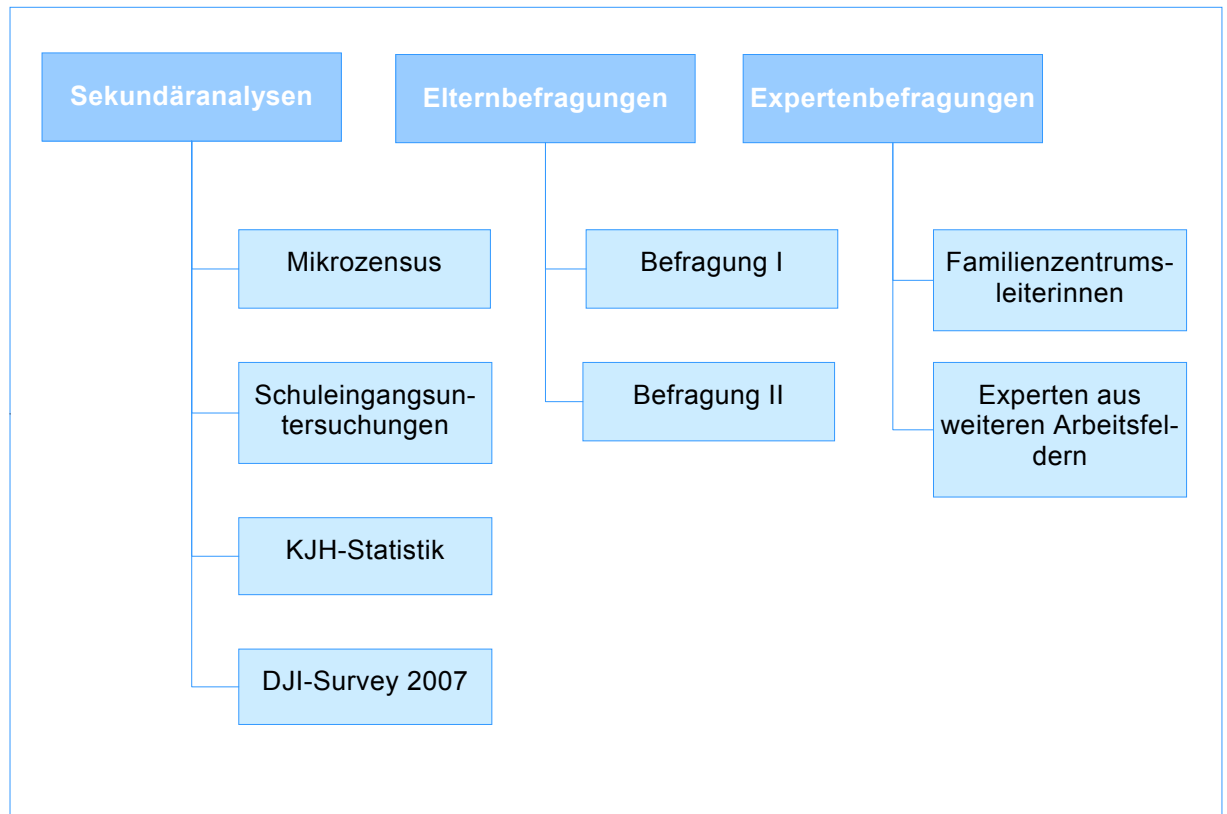 Sekundäranalysen
Mikrozensus
Schuleingangsun-
tersuchungen
KJH-Statistik
DJI-Survey 2007
Elternbefragungen
Befragung I
Befragung II
Expertenbefragungen
Familienzentrums-
leiterinnen
Experten aus
weiteren Arbeitsfel-
dern